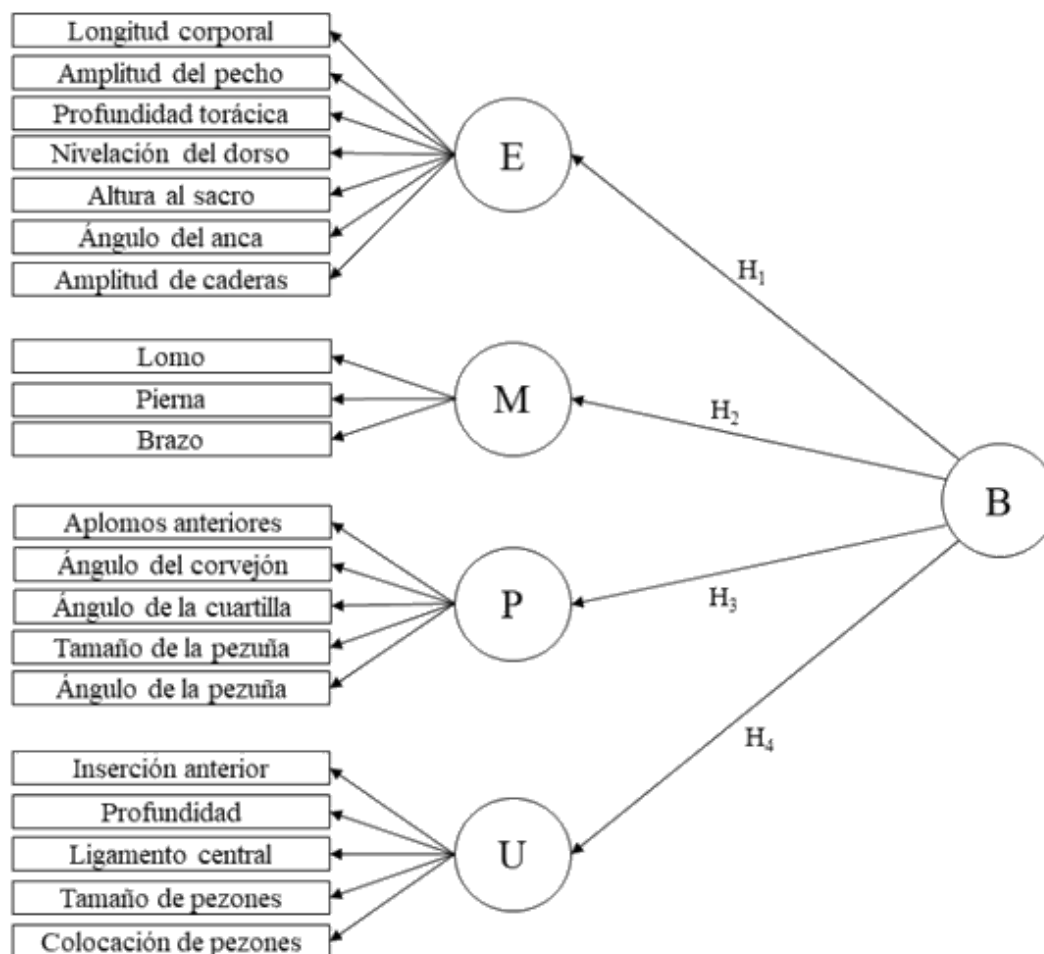 Longitud corporal
Amplitud del pecho
Profundidad torácica
Nivelación del dorso
Altura al sacro
Ángulo del anca
Amplitud de caderas
E
H1
Lomo
Pierna
Brazo
M
H2
B
Aplomos anteriores
Ángulo del corvejón
Ángulo de la cuartilla
Tamaño de la pezuña
Ángulo de la pezuña
P
H3
Inserción anterior
Profundidad
Ligamento central
Tamaño de pezones
Colocación de pezones
U
H4